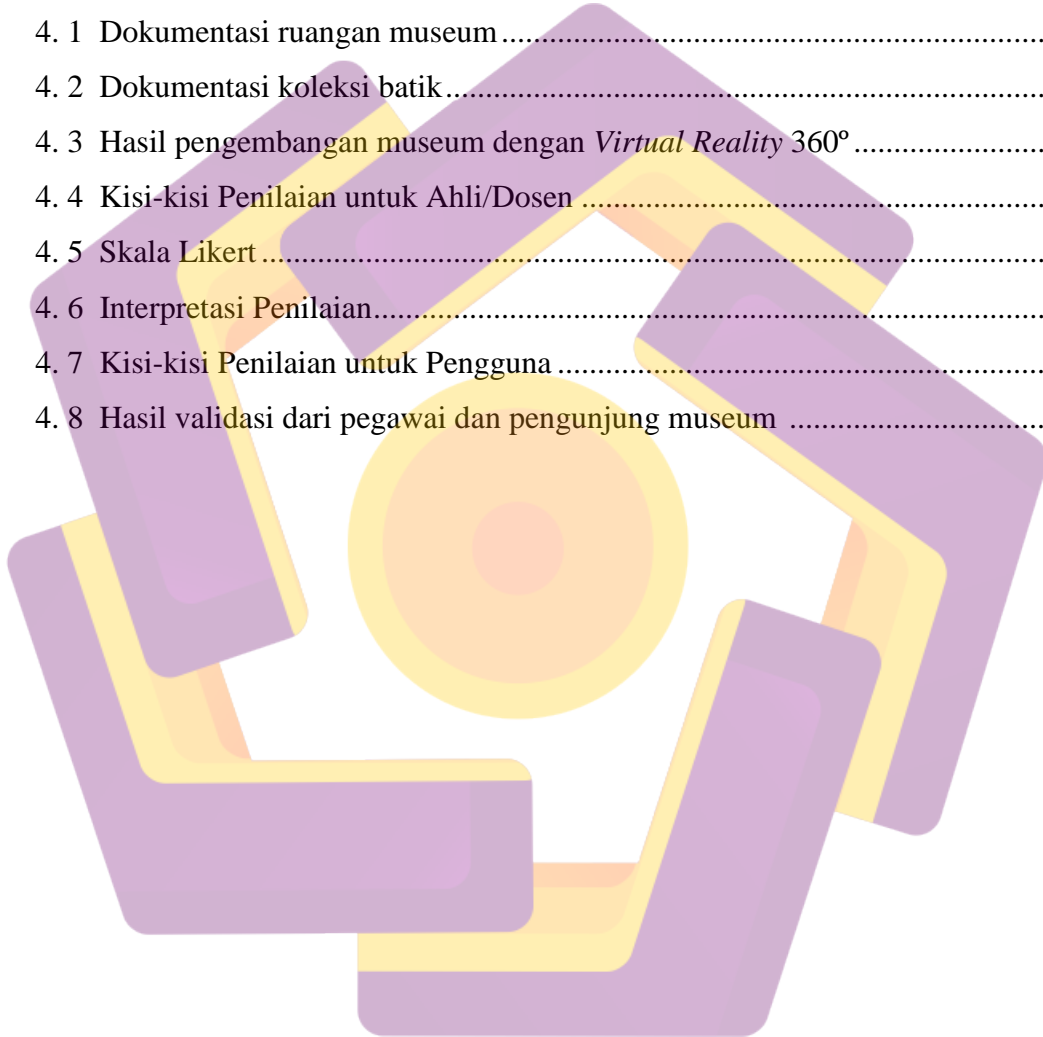 4. 1 Dokumentasi ruangan museum................................................................
4. 2 Dokumentasi koleksi batik.......................................................................
4. 3 Hasil pengembangan museum dengan Virtual Reality 360º.......................
4. 4 Kisi-kisi Penilaian untuk Ahli/Dosen........................................................
4. 5 Skala Likert..............................................................................................
4. 6 Interpretasi Penilaian................................................................................
4. 7 Kisi-kisi Penilaian untuk Pengguna...........................................................
4. 8 Hasil validasi dari pegawai dan pengunjung museum ...............................